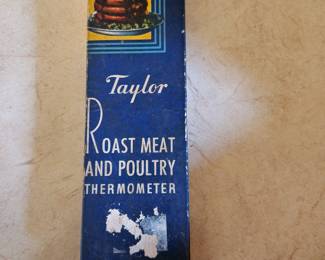 Taylor
ROAST MEAT
AND POULTRY
THERMOMETER